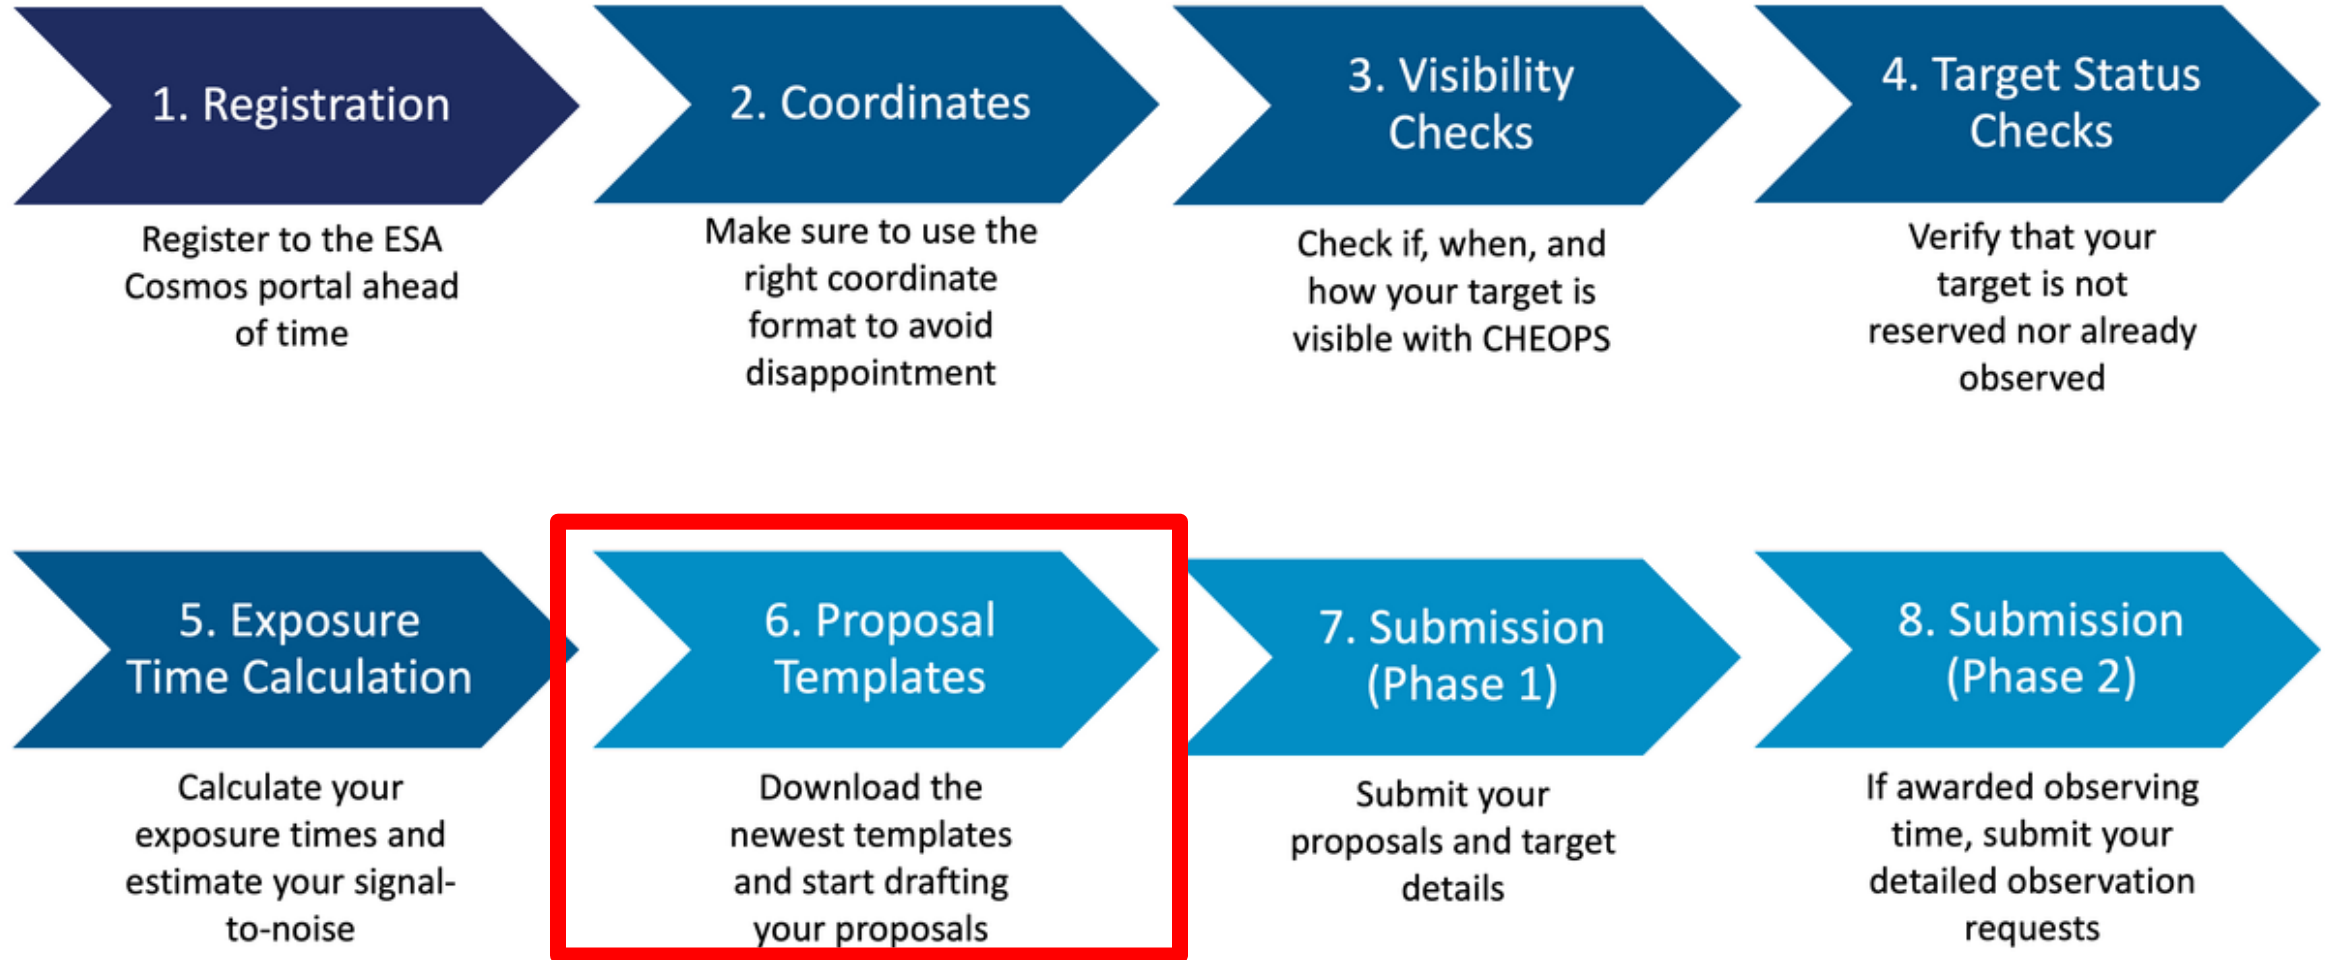 1. Registration
Register to the ESA
Cosmos portal ahead
of time
2. Coordinates
Make sure to use the
right coordinate
format to avoid
disappointment
3. Visibility
Checks
Check if, when, and
how your target is
visible with CHEOPS
4. Target Status
Checks
Verify that your
target is not
reserved nor already
observed
5. Exposure
Time Calculation
Calculate your
exposure times and
estimate your signal-
to-noise
6. Proposal
Templates
Download the
newest templates
and start drafting
your proposals
7. Submission
(Phase 1)
Submit your
proposals and target
details
8. Submission
(Phase 2)
If awarded observing
time, submit your
detailed observation
requests